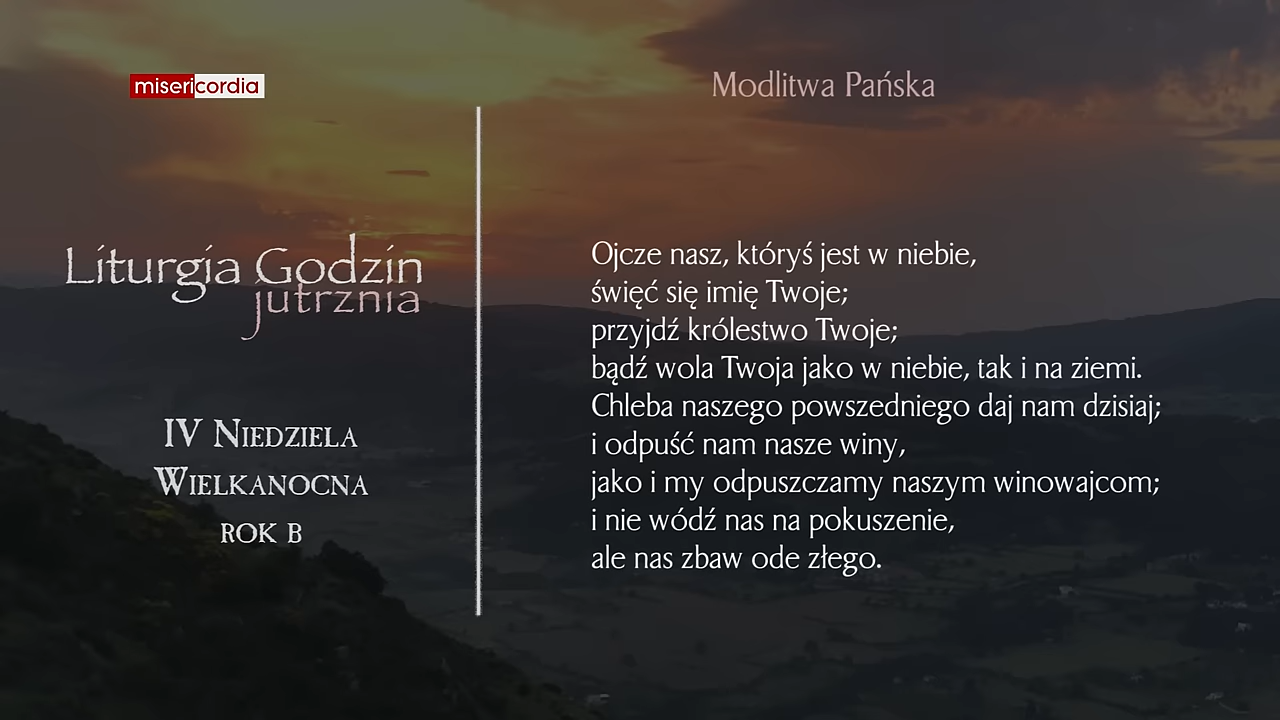 misericordia
Liturgia Godzin
jutrznia
IV Niedziela
Wielkanocna
rok b
Modlitwa Pańska
Ojcze nasz, któryś jest w niebie,
święć się imię Twoje;
przyjdź królestwo Twoje;
bądź wola Twoja jako w niebie, tak i na ziemi.
Chleba naszego powszedniego daj nam dzisiaj;
i odpuść nam nasze winy,
jako i my odpuszczamy naszym winowajcom;
i nie wódź nas na pokuszenie,
ale nas zbaw ode złego.